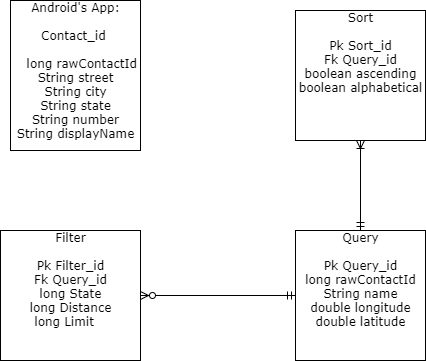 Android's App:
Contact_id
long rawContactId
String street
String city
String state
String number
String displayName
Sort
Pk Sort_id
Fk Query_id
boolean ascending
boolean alphabetical
Filter
Pk Filter_id
Fk Query_id
long State
long Distance
long Limit
Query
Pk Query_id
long rawContactId
String name
double longitude
double latitude